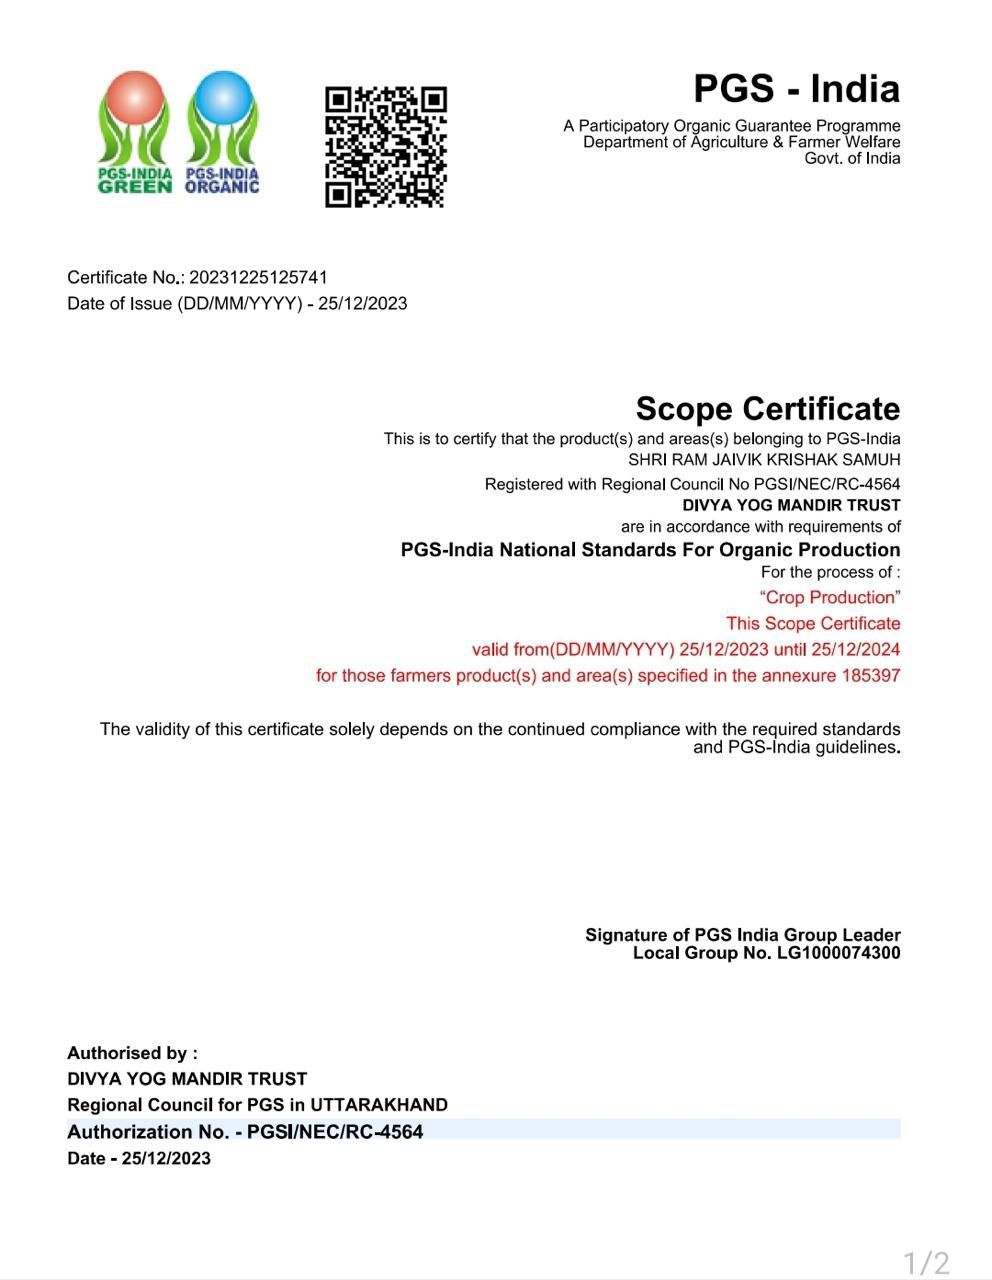 PGS-INDIA
GREEN
PGS-INDIA
ORGANIC
PGS - India
A Participatory Organic Guarantee Programme
Department of Agriculture & Farmer Welfare
Govt. of India
Certificate No.: 20231225125741
Date of Issue (DD/MM/YYYY) - 25/12/2023
Scope Certificate
This is to certify that the product(s) and areas(s) belonging to PGS-India
SHRI RAM JAIVIK KRISHAK SAMUH
Registered with Regional Council No PGSI/NEC/RC-4564
DIVYA YOG MANDIR TRUST
are in accordance with requirements of
PGS-India National Standards For Organic Production
For the process of :
“Crop Production”
This Scope Certificate
valid from(DD/MM/YYYY) 25/12/2023 until 25/12/2024
for those farmers product(s) and area(s) specified in the annexure 185397
The validity of this certificate solely depends on the continued compliance with the required standards
and PGS-India guidelines.
Signature of PGS India Group Leader
Local Group No. LG1000074300
Authorised by :
DIVYA YOG MANDIR TRUST
Regional Council for PGS in UTTARAKHAND
Authorization No. - PGSI/NEC/RC-4564
Date - 25/12/2023
1/2